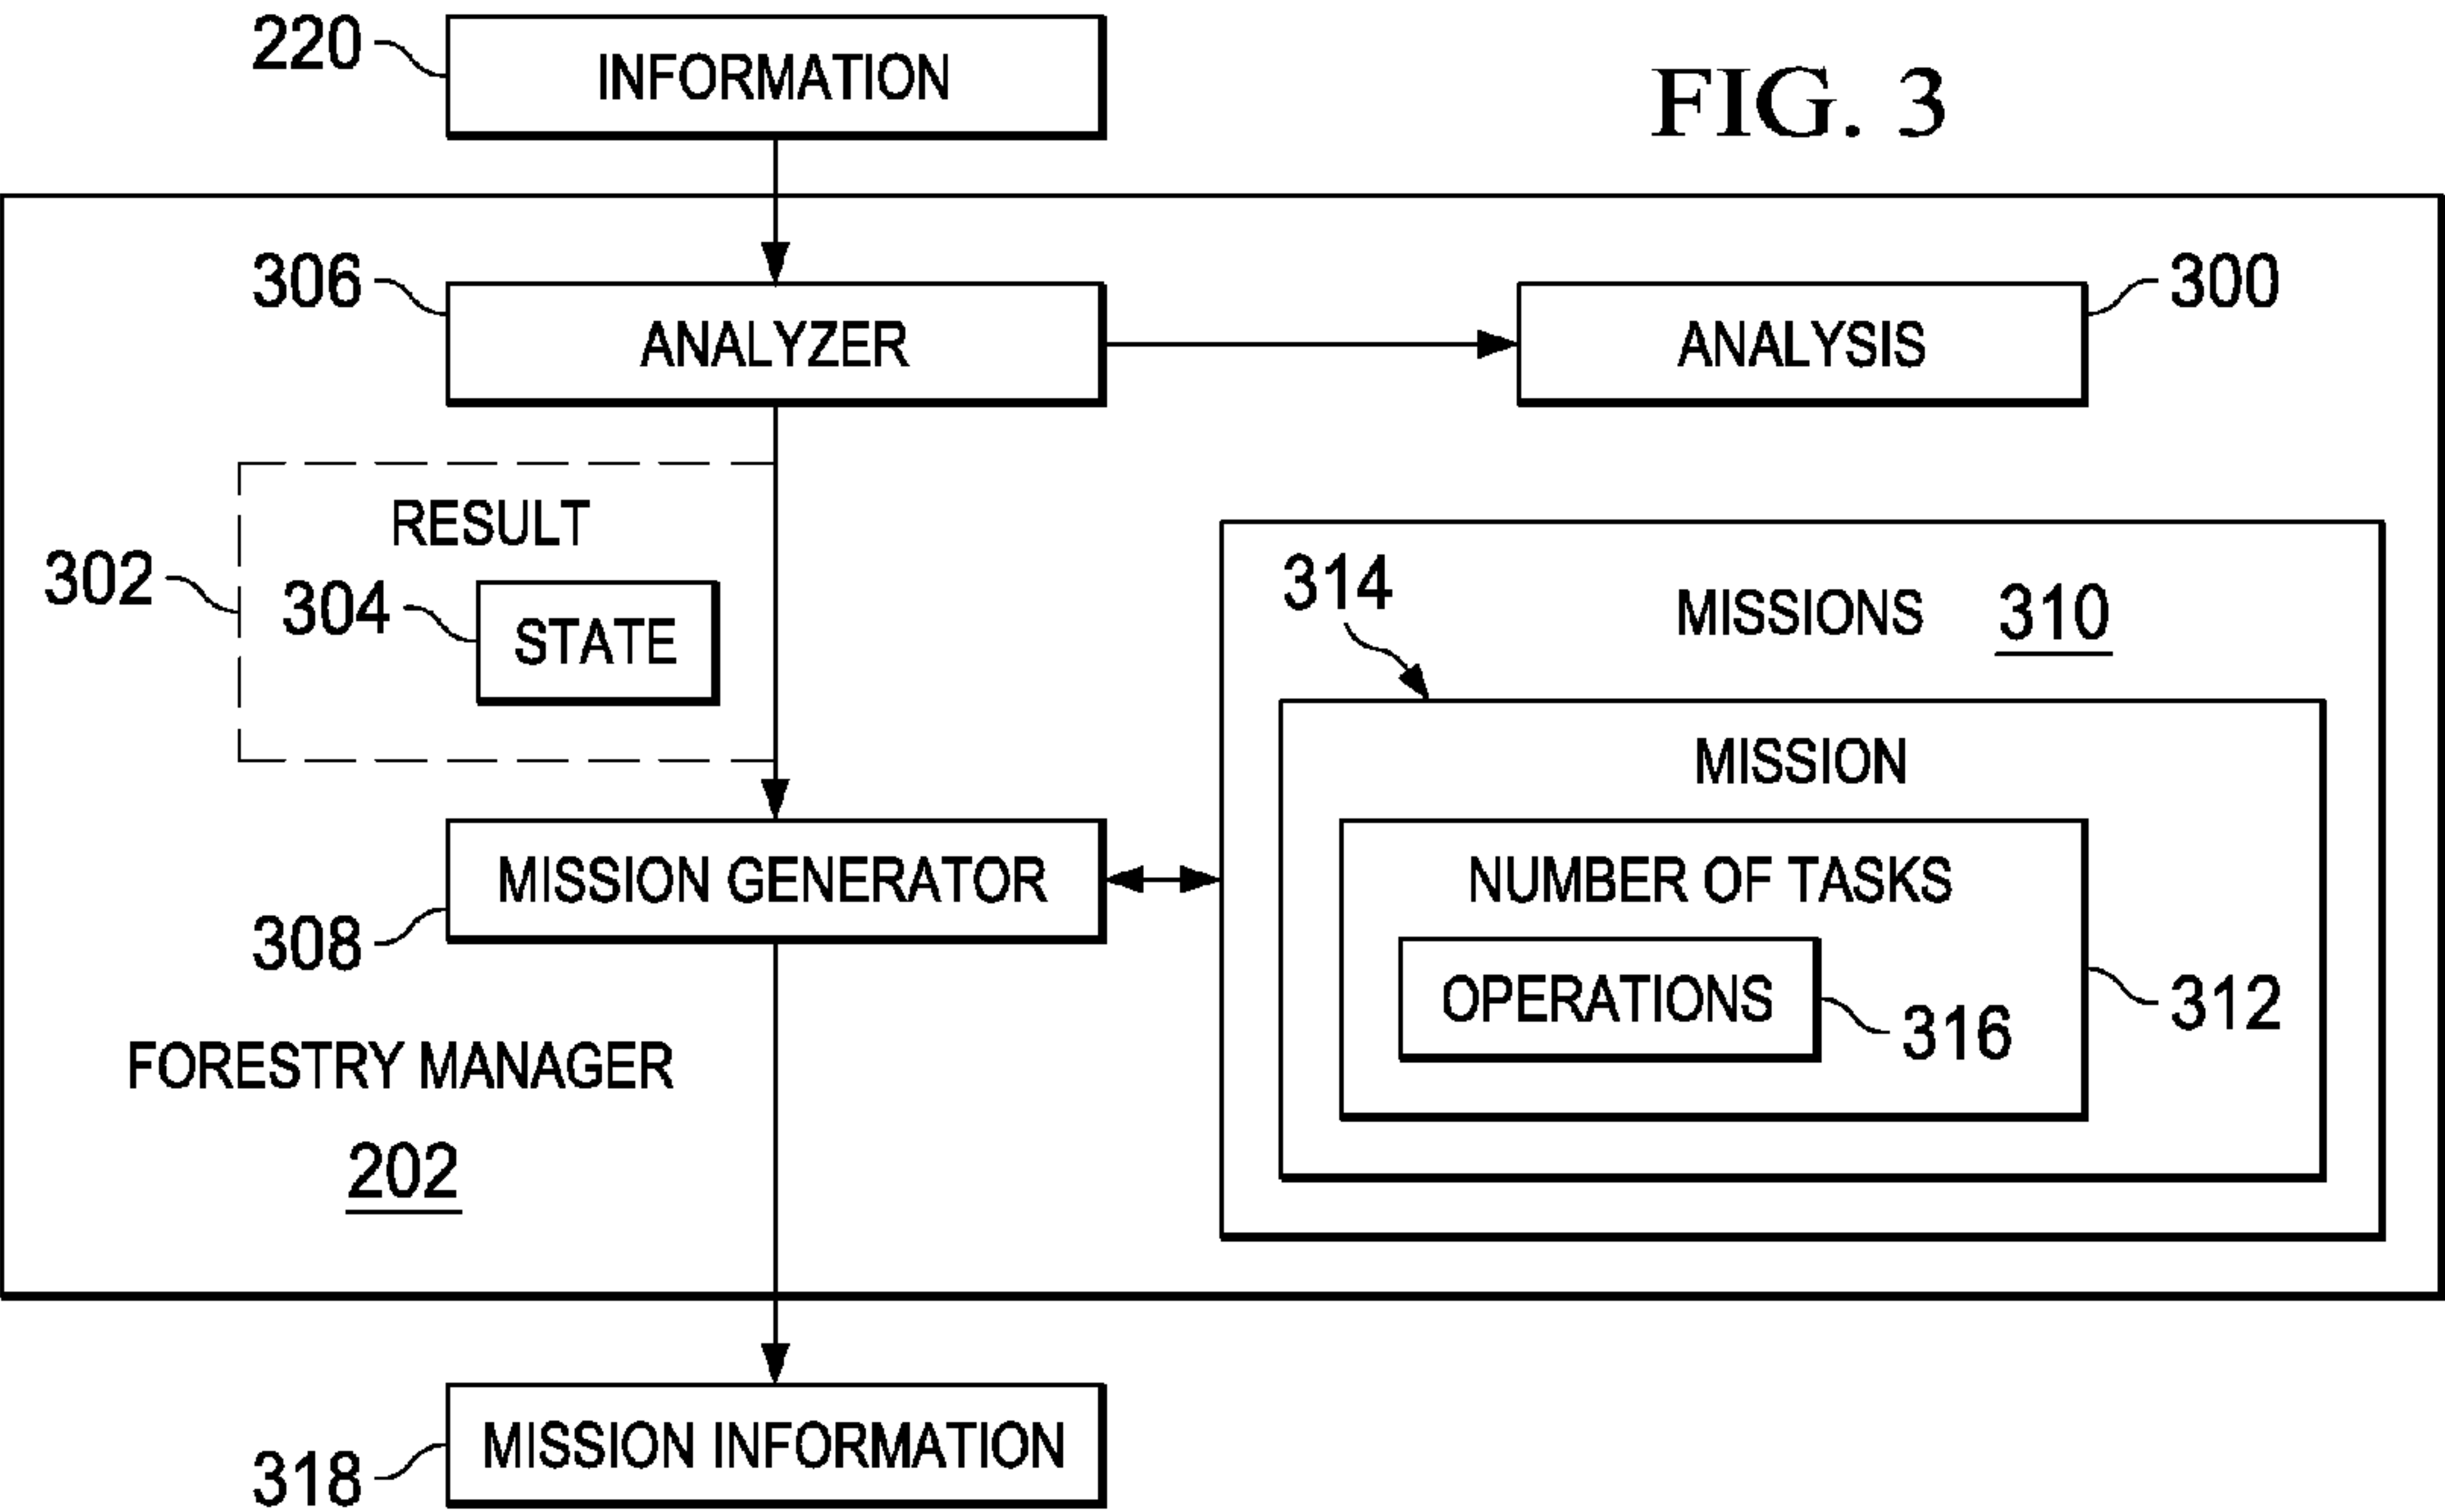 220
INFORMATION
FIG. 3
306
ANALYZER
ANALYSIS
300
302
RESULT
304
STATE
314
MISSIONS 310
MISSION
308
MISSION GENERATOR
NUMBER OF TASKS
OPERATIONS
316
312
FORESTRY MANAGER
202
318
MISSION INFORMATION